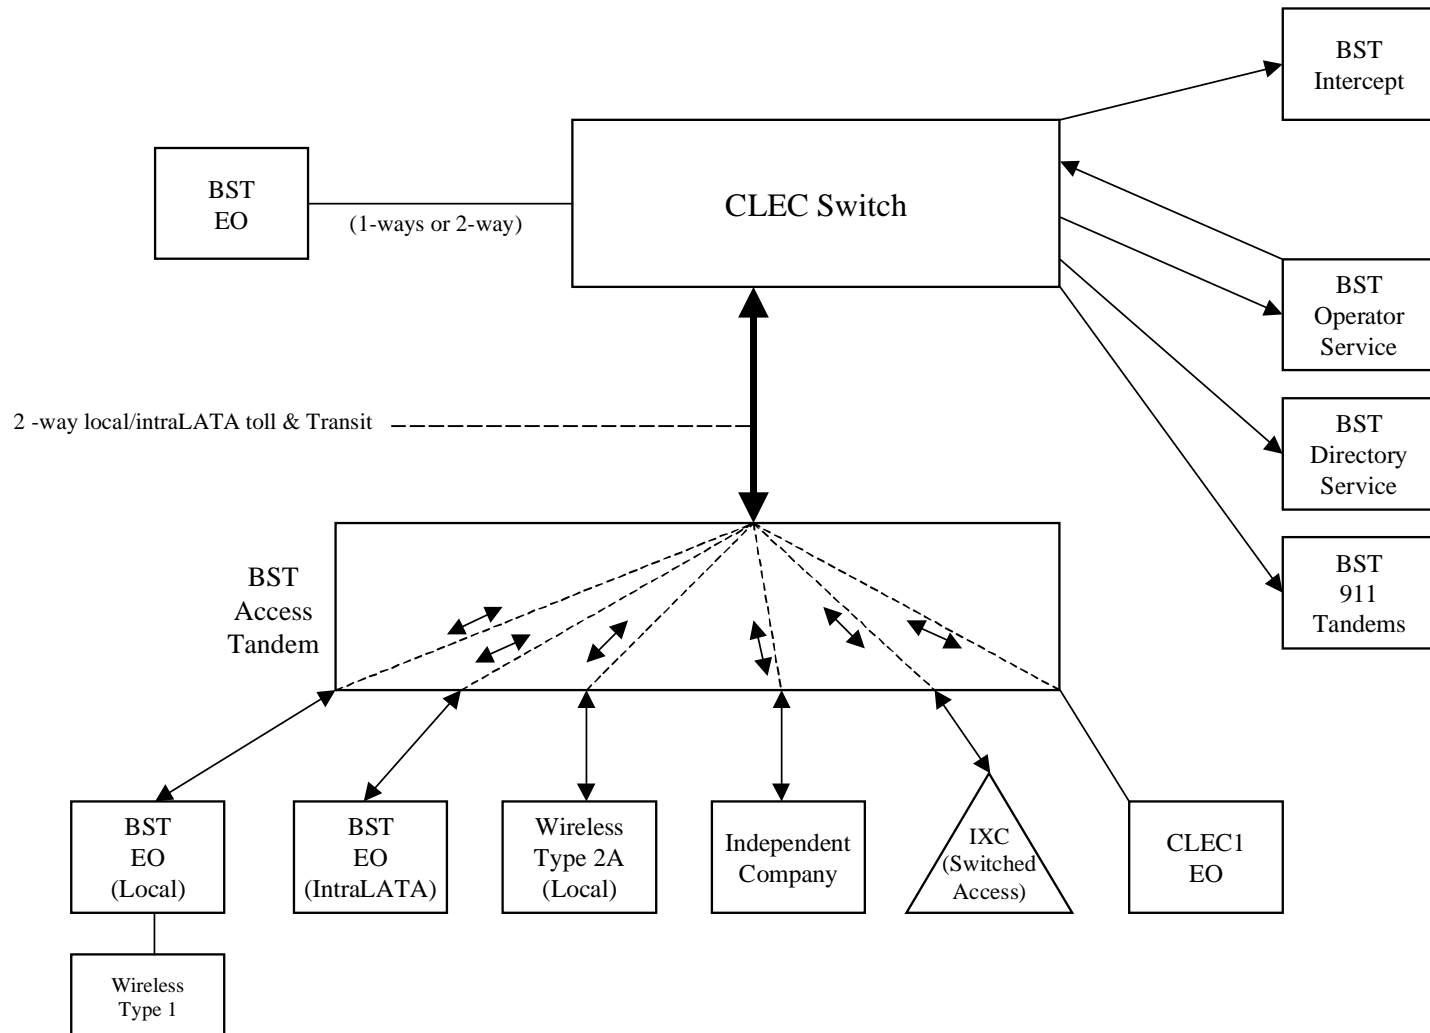 BST
Intercept
BST
EO
(1-ways or 2-way)
CLEC Switch
BST
Operator
Service
2 -way local/intraLATA toll & Transit
BST
Directory
Service
BST
911
Tandems
BST
Access
Tandem
BST
EO
(Local)
BST
EO
(IntraLATA)
Wireless
Type 2A
(Local)
Independent
Company
IXC
(Switched
Access)
CLEC1
EO
Wireless
Type 1